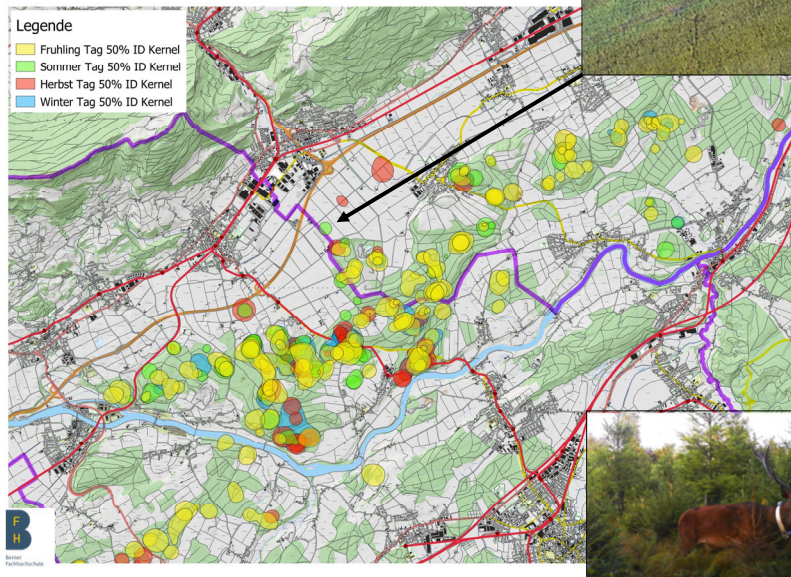 Legende
Fruhling Tag 50% ID Kernel
Sommer Tag 50% ID Kernel
Herbst Tag 50% ID Kernel
Winter Tag 50% ID Kernel
B
F
H
Berner
Fachhochschule